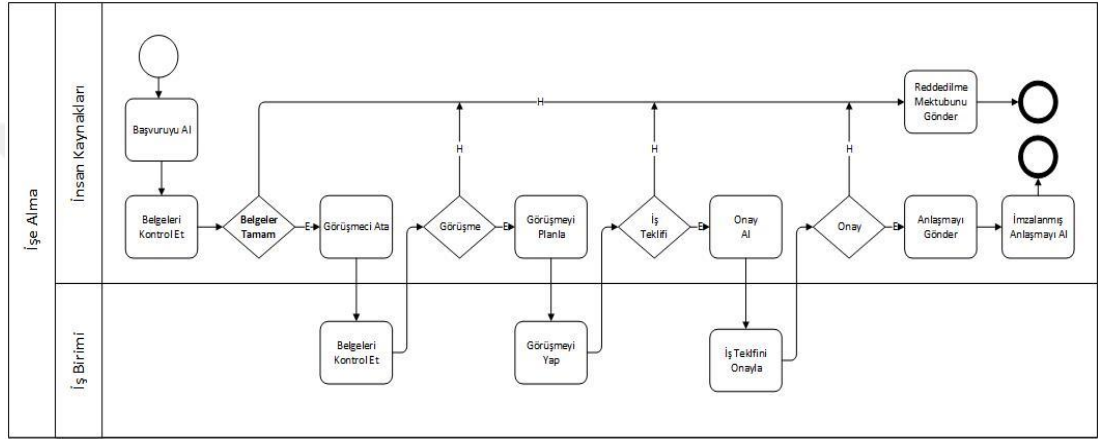 İşe Alma
İnsan Kaynakları
İş Birimi
Başvuruyu Al
Belgeleri
Kontrol Et
Belgeler
Tamam
E
H
Görüşmeci Ata
Belgeleri
Kontrol Et
Görüşme
H
E
Görüşmeyi
Planla
Görüşmeyi
Yap
İş
Teklifi
H
E
Onay
Al
İş Teklfini
Onayla
Onay
H
E
Reddedilme
Mektubunu
Gönder
Anlaşmayı
Gönder
İmzalanmış
Anlaşmayı Al